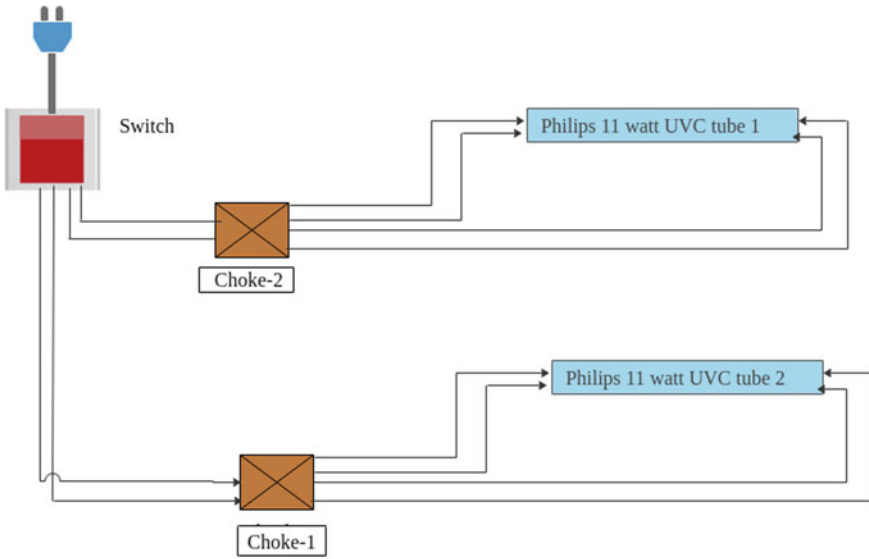 Switch
Philips 11 watt UVC tube 1
Choke-2
Philips 11 watt UVC tube 2
Choke-1